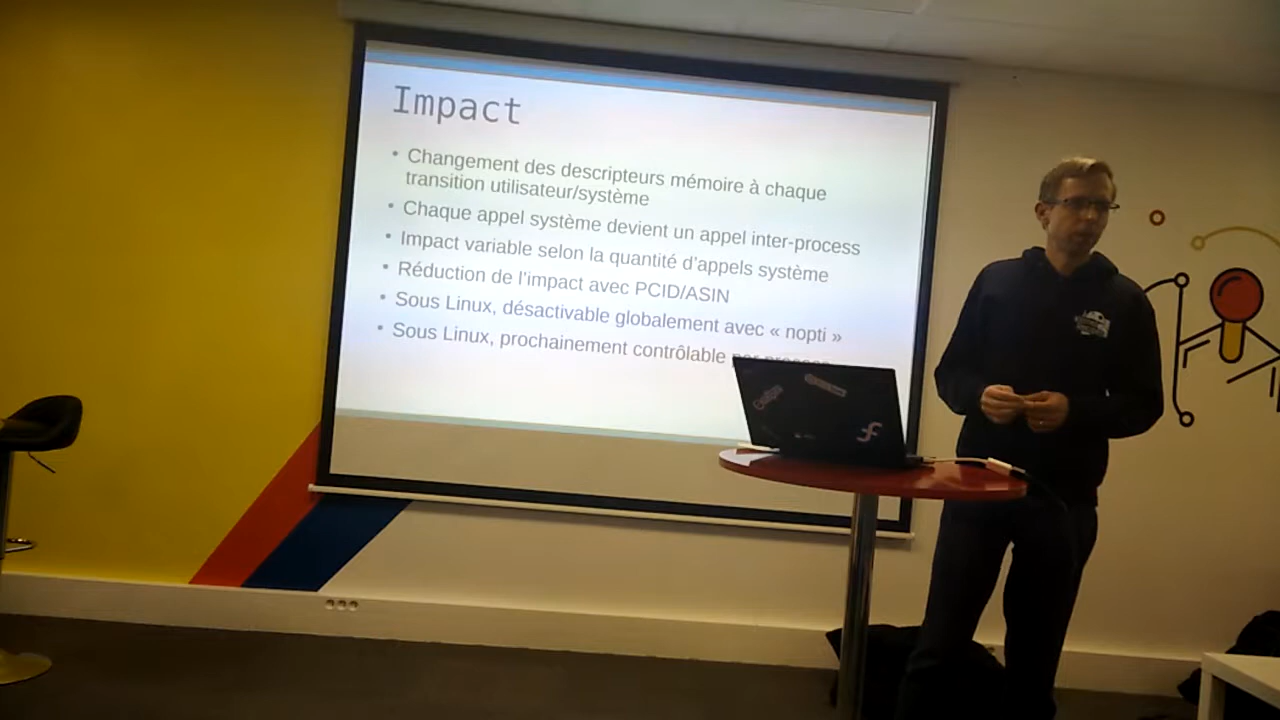 Impact
• Changement des descripteurs mémoire à chaque
transition utilisateur/système
• Chaque appel système devient un appel inter-process
• Impact variable selon la quantité d'appels système
• Réduction de l'impact avec PCID/ASIN
• Sous Linux, désactivable globalement avec « nopti »
• Sous Linux, prochainement contrôlable